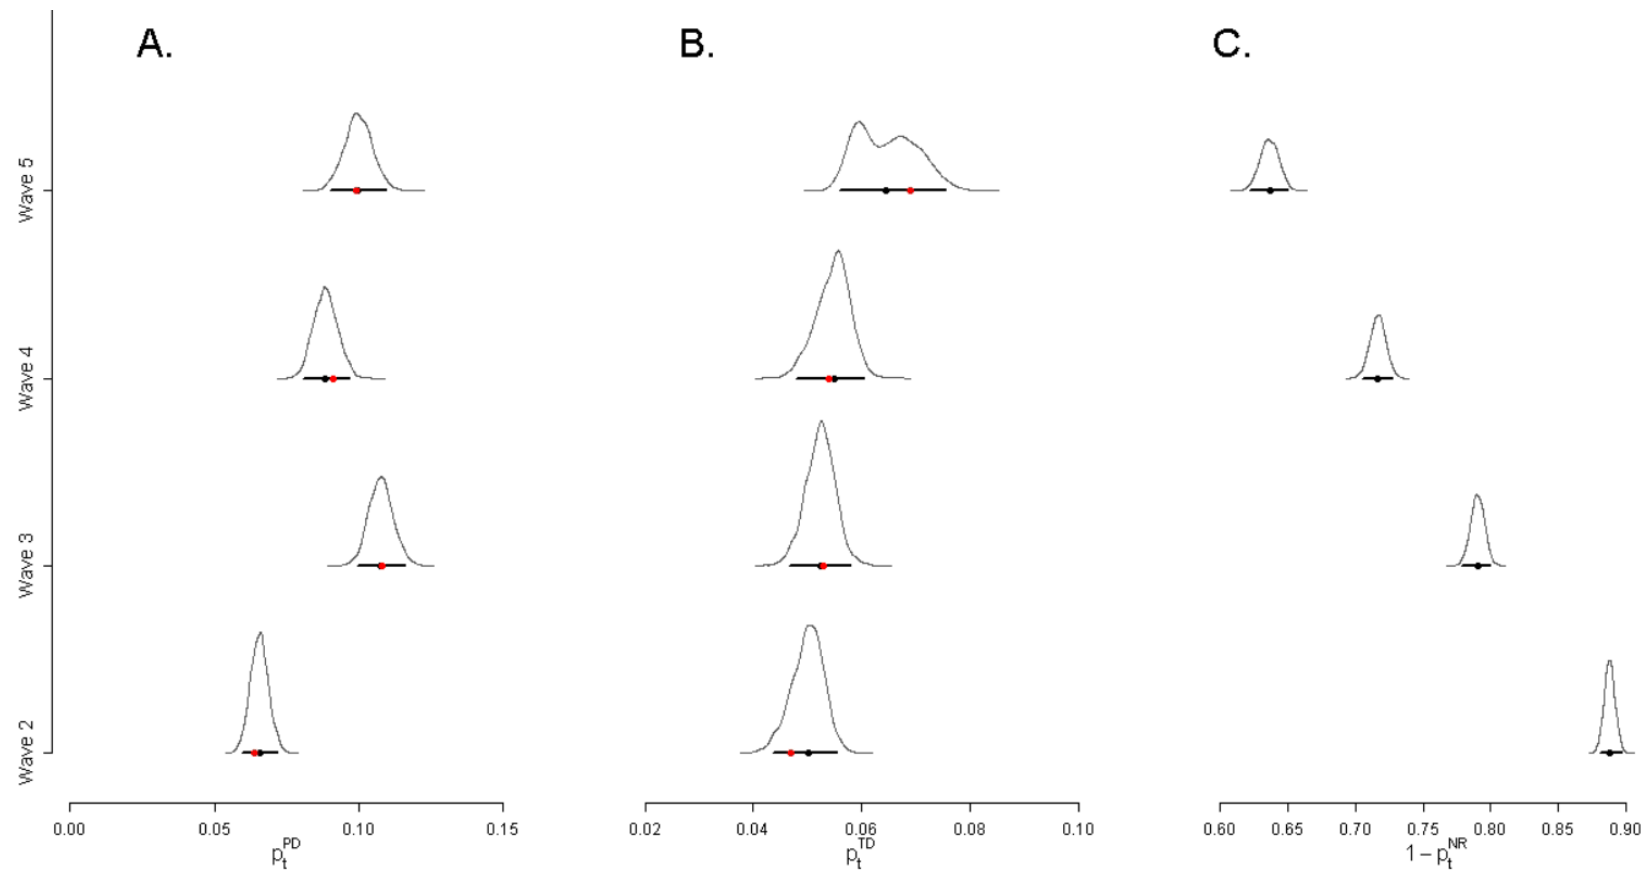 A. B. C.
Wave 5
Wave 4
Wave 3
Wave 2
0.00 0.05 0.10 0.15 0.02 0.04 0.06 0.08 0.10 0.60 0.65 0.70 0.75 0.80 0.85 0.90
p_t^PD p_t^TD 1 – p_t^NR